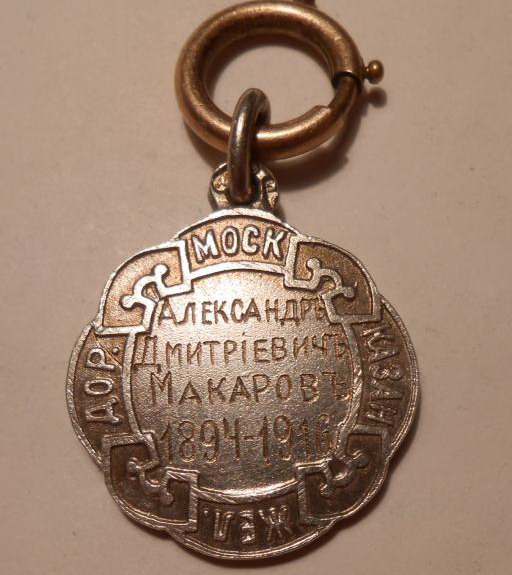 МОСК
КАЗАН
ЖЕЛ.
ДОР.
АЛЕКСАНДРЪ
ДМИТРІЕВИЧЪ
МАКАРОВЪ
1894-1916